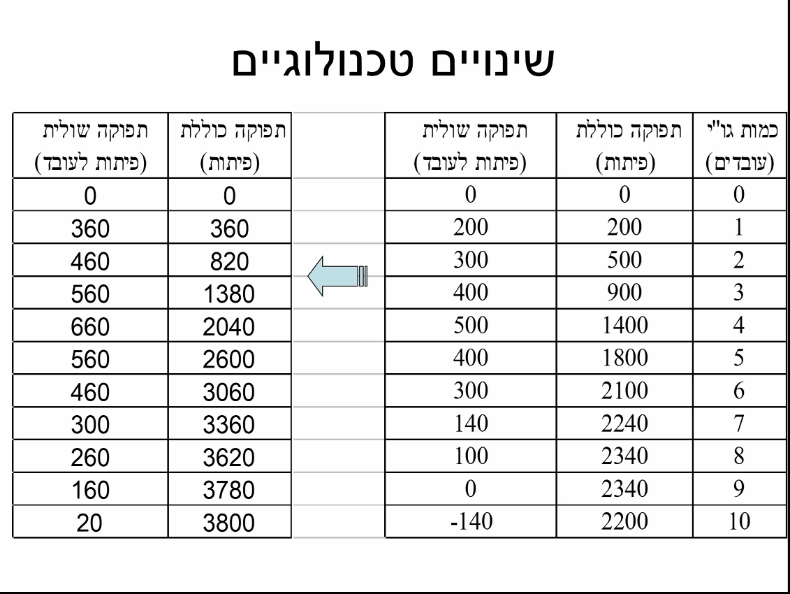 שינויים טכנולוגיים
כמות גו"י (עובדים) תפוקה כוללת (פיתות) תפוקה שולית (פיתות לעובד) תפוקה כוללת (פיתות) תפוקה שולית (פיתות לעובד)
0 0 0 0 0
1 200 200 360 360
2 500 300 820 460
3 900 400 1380 560
4 1400 500 2040 660
5 1800 400 2600 560
6 2100 300 3060 460
7 2240 140 3360 300
8 2340 100 3620 260
9 2340 0 3780 160
10 2200 -140 3800 20